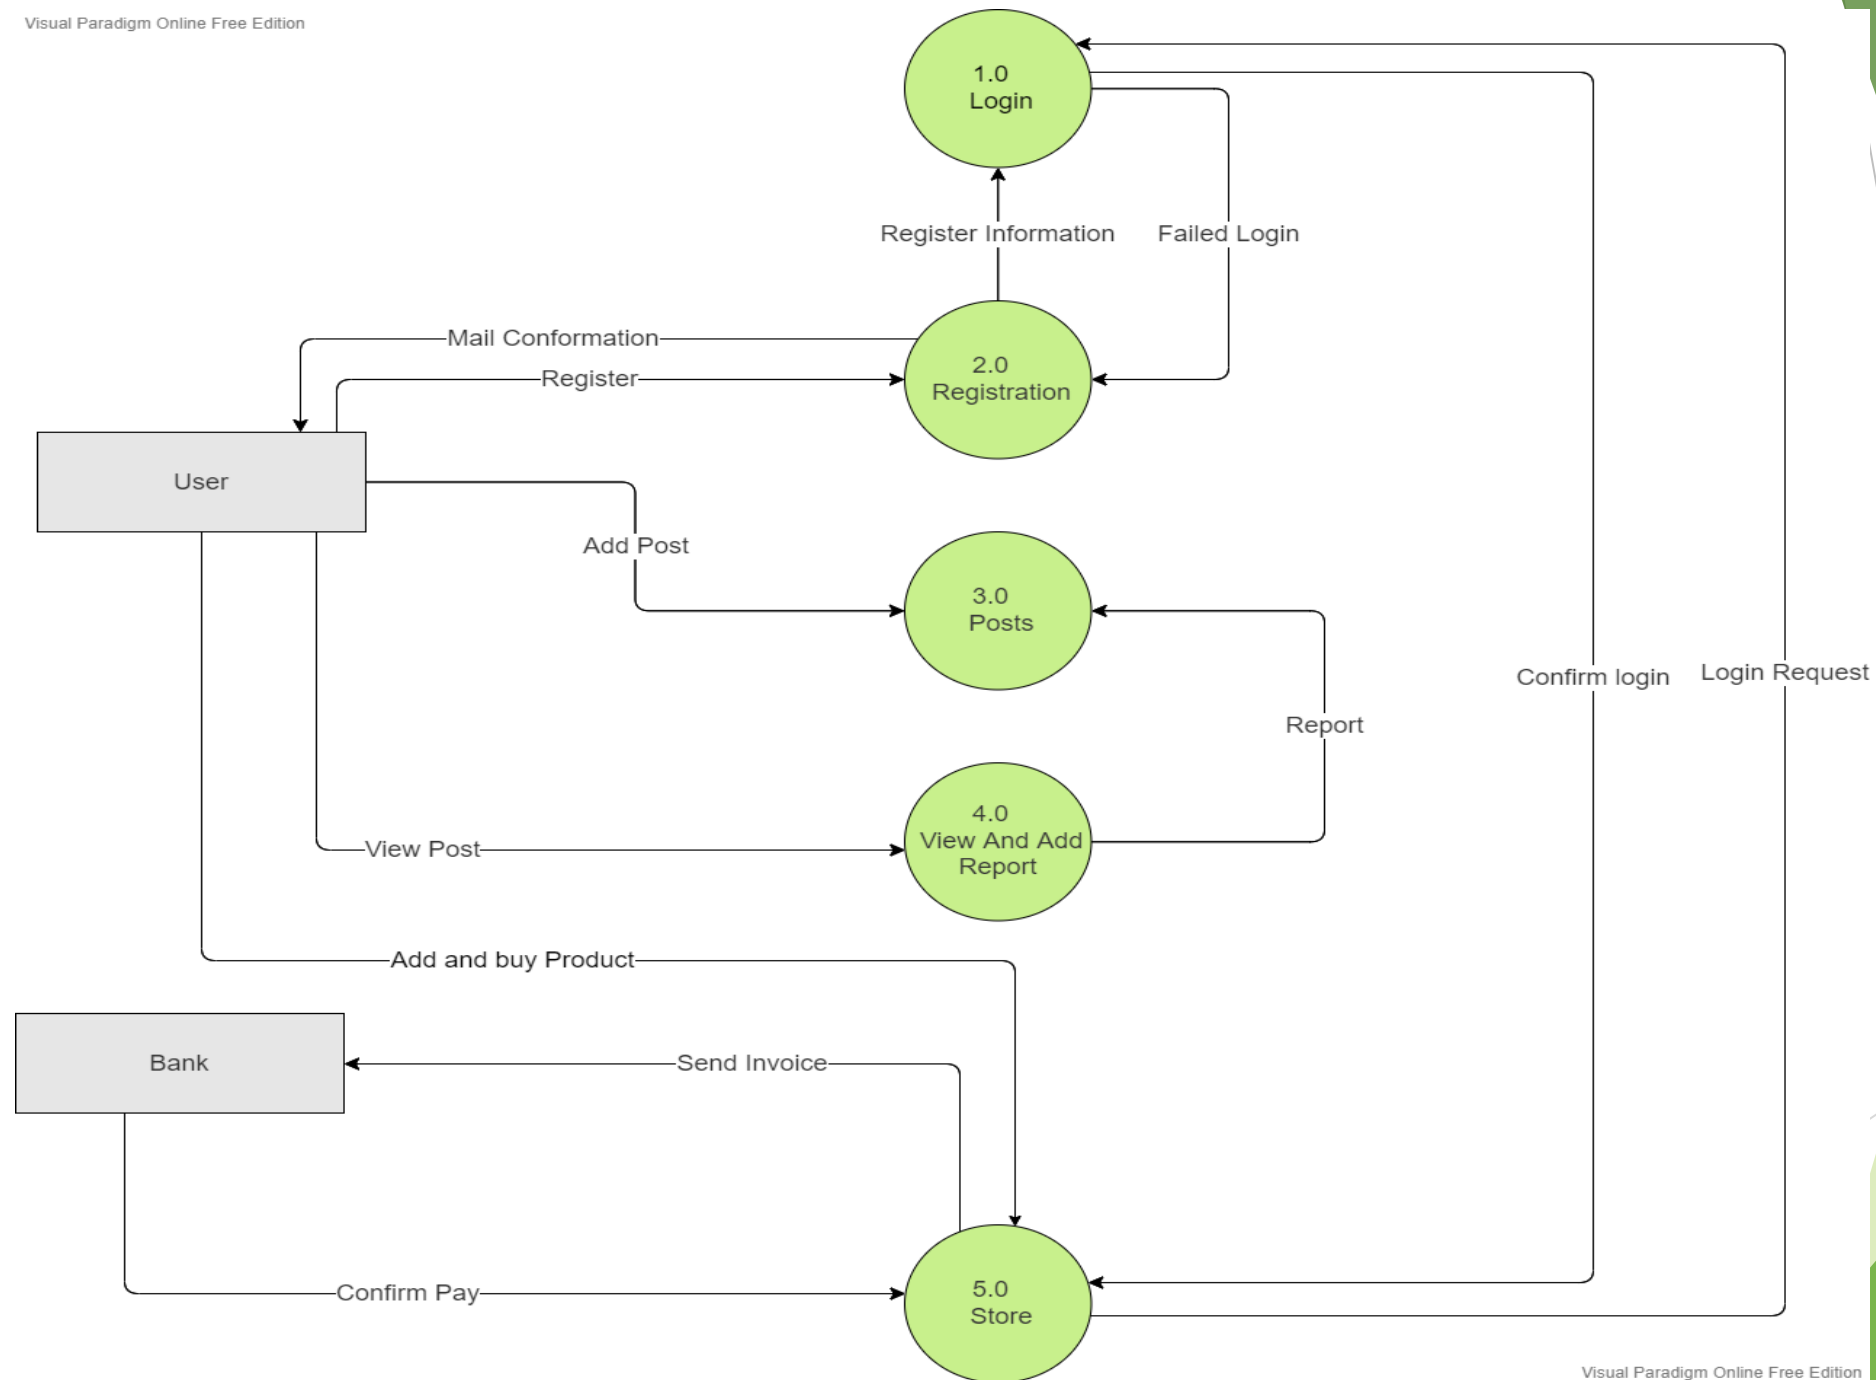 Visual Paradigm Online Free Edition
1.0
Login
Register Information
Failed Login
Mail Conformation
2.0
Registration
Register
User
Add Post
3.0
Posts
Confirm login
Login Request
Report
4.0
View And Add
Report
View Post
Add and buy Product
Bank
Send Invoice
5.0
Store
Confirm Pay
Visual Paradigm Online Free Edition